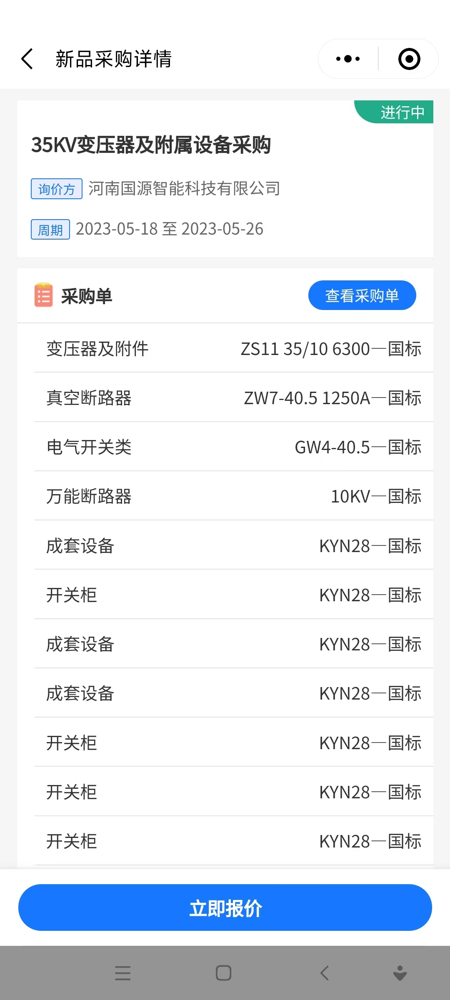 新品采购详情
进行中
35KV变压器及附属设备采购
询价方 河南国源智能科技有限公司
周期 2023-05-18 至 2023-05-26
采购单 查看采购单
变压器及附件 ZS11 35/10 6300—国标
真空断路器 ZW7-40.5 1250A—国标
电气开关类 GW4-40.5—国标
万能断路器 10KV—国标
成套设备 KYN28—国标
开关柜 KYN28—国标
成套设备 KYN28—国标
成套设备 KYN28—国标
开关柜 KYN28—国标
开关柜 KYN28—国标
开关柜 KYN28—国标
立即报价